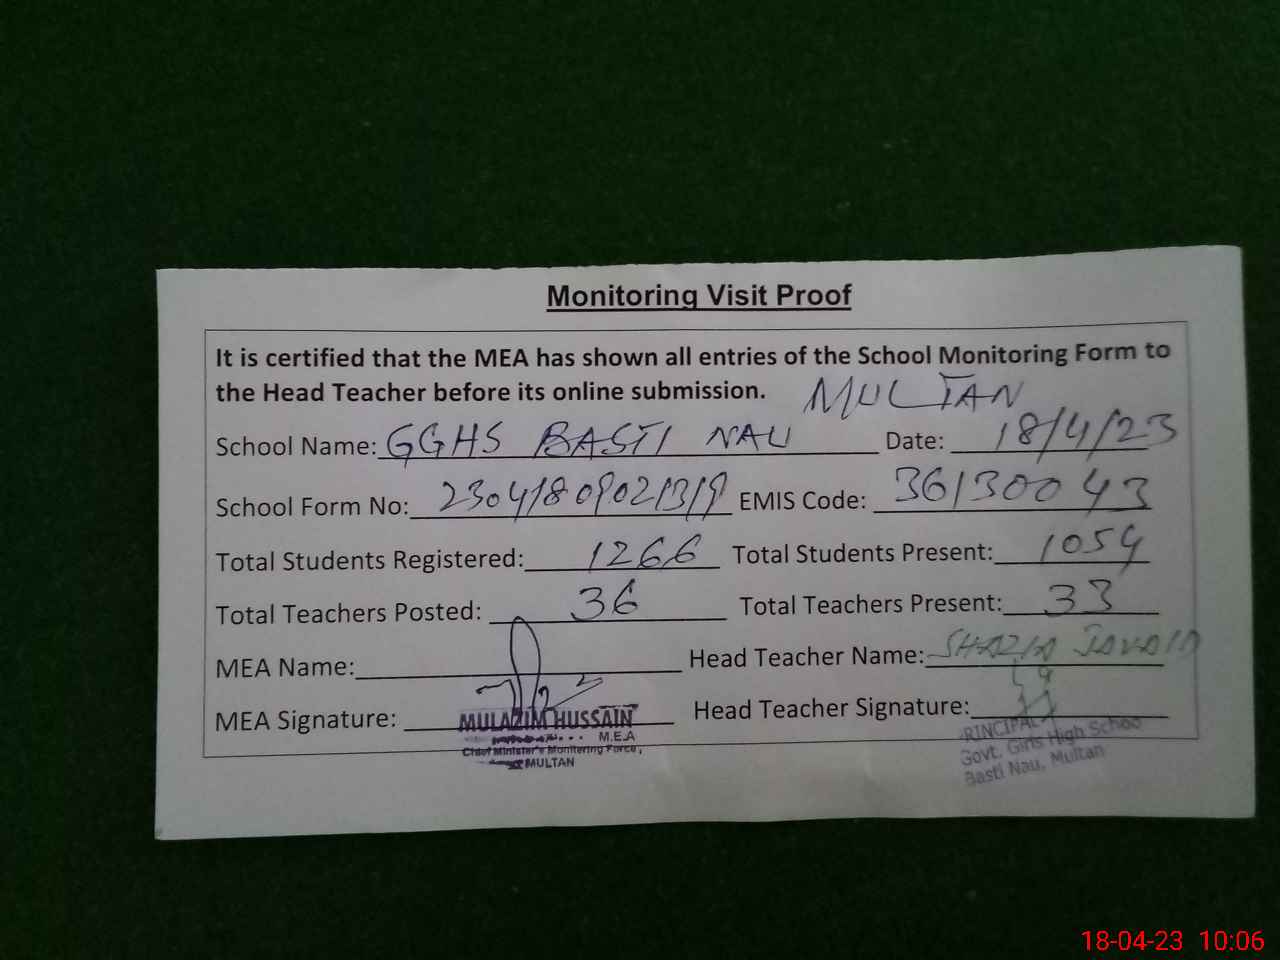 Monitoring Visit Proof
It is certified that the MEA has shown all entries of the School Monitoring Form to
the Head Teacher before its online submission. MULTAN
School Name: GGHS BASTI NAU Date: 18/4/23
School Form No: 23041809021319 EMIS Code: 36130043
Total Students Registered: 1266 Total Students Present: 1054
Total Teachers Posted: 36 Total Teachers Present: 33
MEA Name: Head Teacher Name: SHAZIA JAVAID
MEA Signature: Head Teacher Signature:
MULAZIM HUSSAIN
M.E.A
Chief Minister's Monitoring Force,
MULTAN
PRINCIPAL
Govt. Girls High School
Basti Nau, Multan
18-04-23 10:06